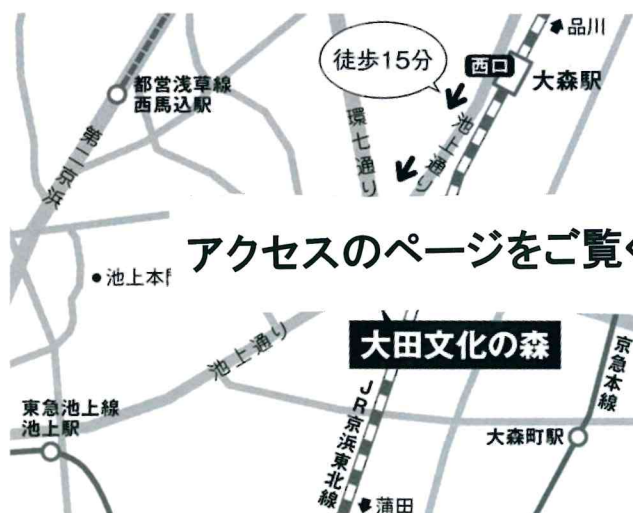 品川
徒歩15分
西口
大森駅
都営浅草線
西馬込駅
第二京浜
環七通り
池上通り
アクセスのページをご覧
池上本
大田文化の森
池上通り
京急本線
東急池上線
池上駅
JR京浜東北線
大森町駅
蒲田